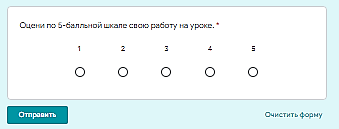 Оцени по 5-балльной шкале свою работу на уроке. *
1 2 3 4 5
Отправить Очистить форму